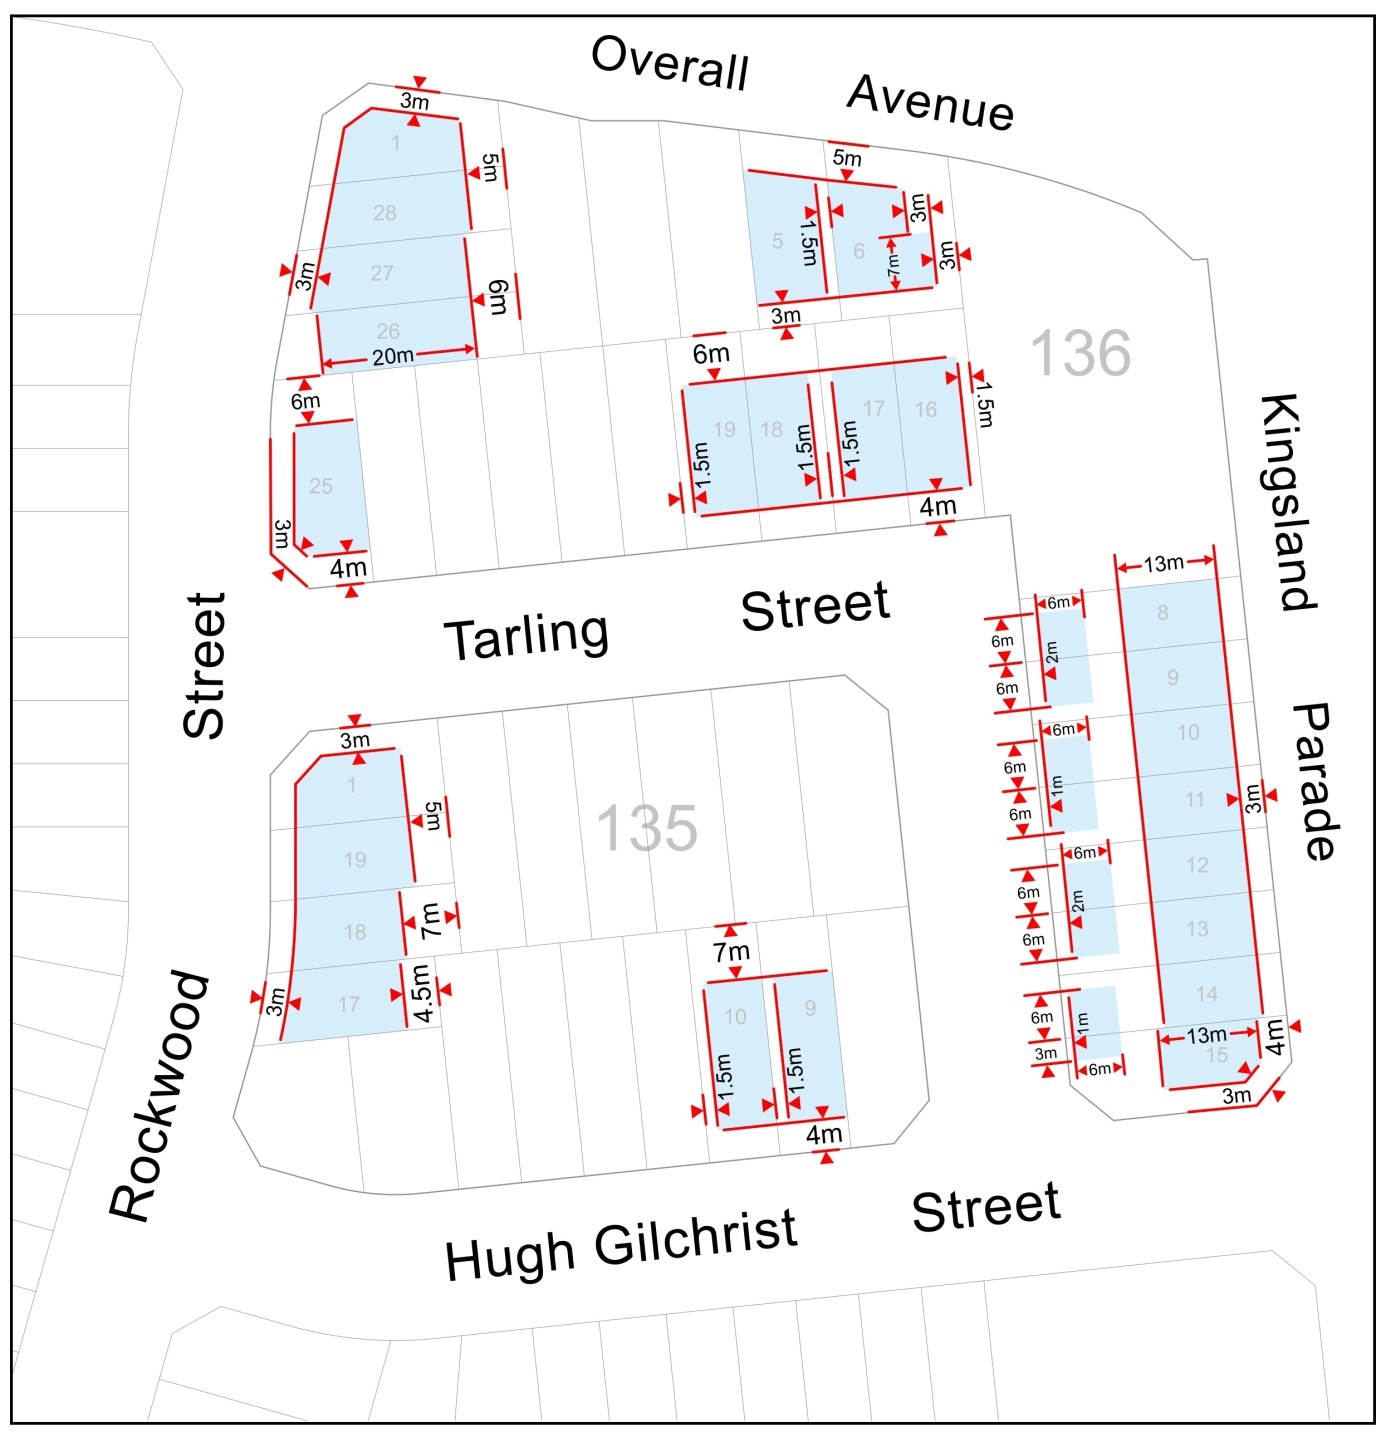 Overall Avenue
3m
1
5m
28
27
3m
6m
26
20m
6m
25
3m
4m
5m
5
1.5m
6
3m
7m
3m
3m
6m
19
18
17
16
1.5m
1.5m
1.5m
1.5m
4m
136
Kingsland Parade
Tarling Street
Rockwood Street
13m
8
9
10
11
12
13
14
15
3m
13m
4m
3m
6m
6m
2m
6m
6m
6m
1m
6m
6m
6m
2m
6m
6m
1m
3m
6m
3m
1
5m
19
18
7m
17
3m
4.5m
135
7m
10
9
1.5m
1.5m
4m
Hugh Gilchrist Street